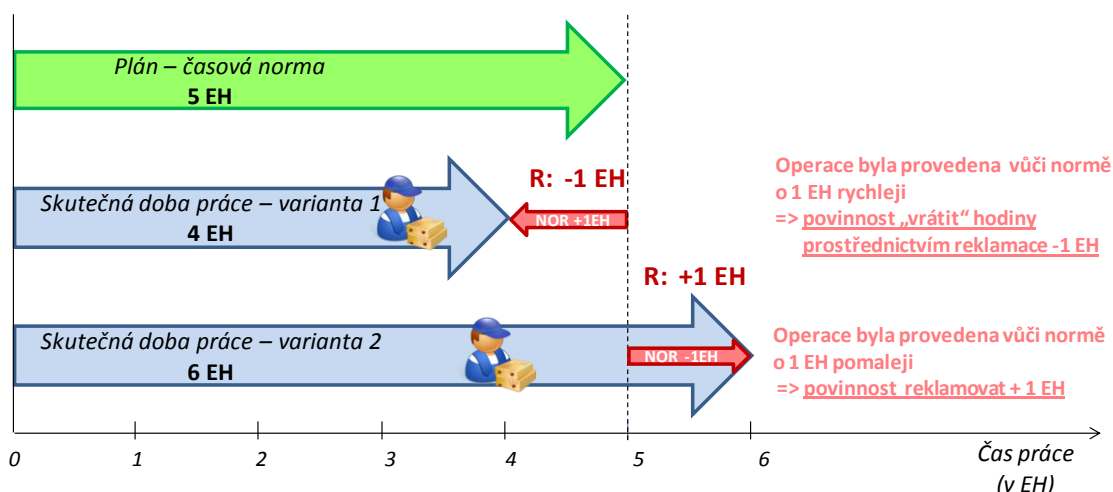 Plán – časová norma
5 EH
Skutečná doba práce – varianta 1
4 EH
R: -1 EH
NOR +1EH
Operace byla provedena vůči normě
o 1 EH rychleji
=> povinnost „vrátit“ hodiny
prostřednictvím reklamace -1 EH
R: +1 EH
Skutečná doba práce – varianta 2
6 EH
NOR -1EH
Operace byla provedena vůči normě
o 1 EH pomaleji
=> povinnost reklamovat + 1 EH
0 1 2 3 4 5 6
Čas práce
(v EH)